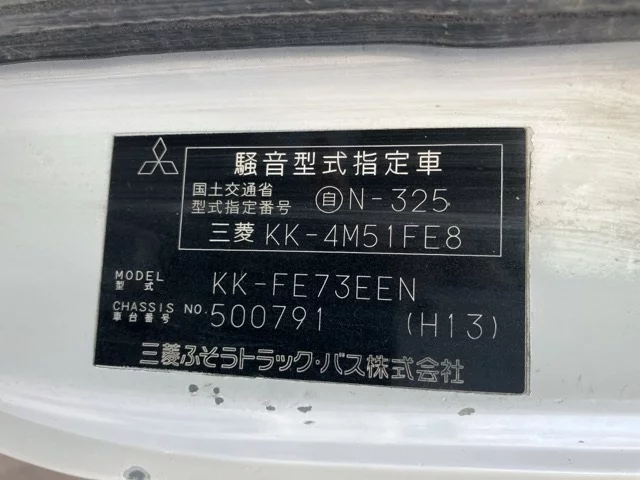 騒音型式指定車
国土交通省
型式指定番号 ㉂N-325
三菱 KK-4M51FE8
MODEL
型式 KK-FE73EEN
CHASSIS NO.
車台番号 500791 (H13)
三菱ふそうトラック・バス株式会社